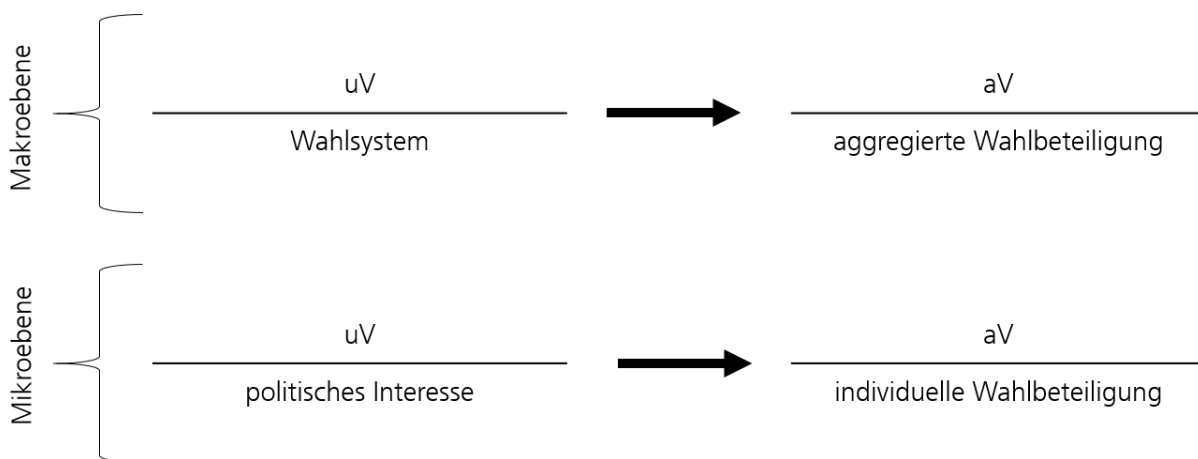 Makroebene
uV
aV
Wahlsystem
aggregierte Wahlbeteiligung
Mikroebene
uV
aV
politisches Interesse
individuelle Wahlbeteiligung